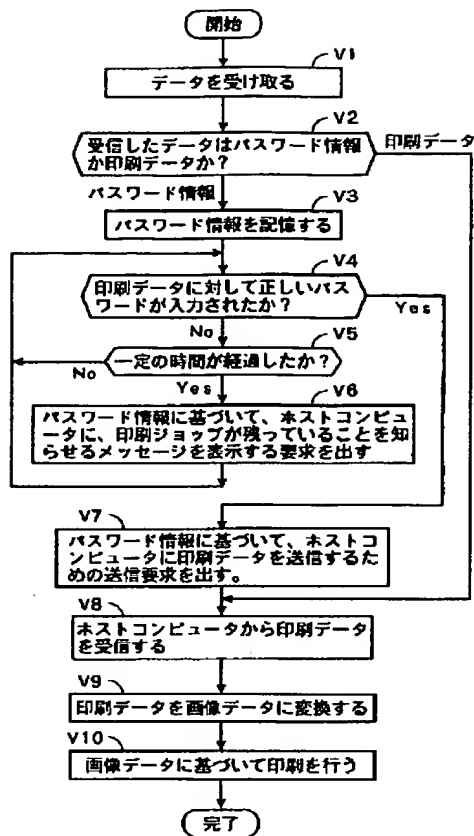 開始
V1
データを受け取る
V2
受信したデータはパスワード情報
か印刷データか?
印刷データ
パスワード情報
V3
パスワード情報を記憶する
V4
印刷データに対して正しいパス
ワードが入力されたか?
Yes
No
V5
一定の時間が経過したか?
No
Yes
V6
パスワード情報に基づいて、ホストコンピュ
ータに、印刷ジョップが残っていることを知
らせるメッセージを表示する要求を出す
V7
パスワード情報に基づいて、ホストコ
ンピュータに印刷データを送信するた
めの送信要求を出す。
V8
ホストコンピュータから印刷データ
を受信する
V9
印刷データを画像データに変換する
V10
画像データに基づいて印刷を行う
完了